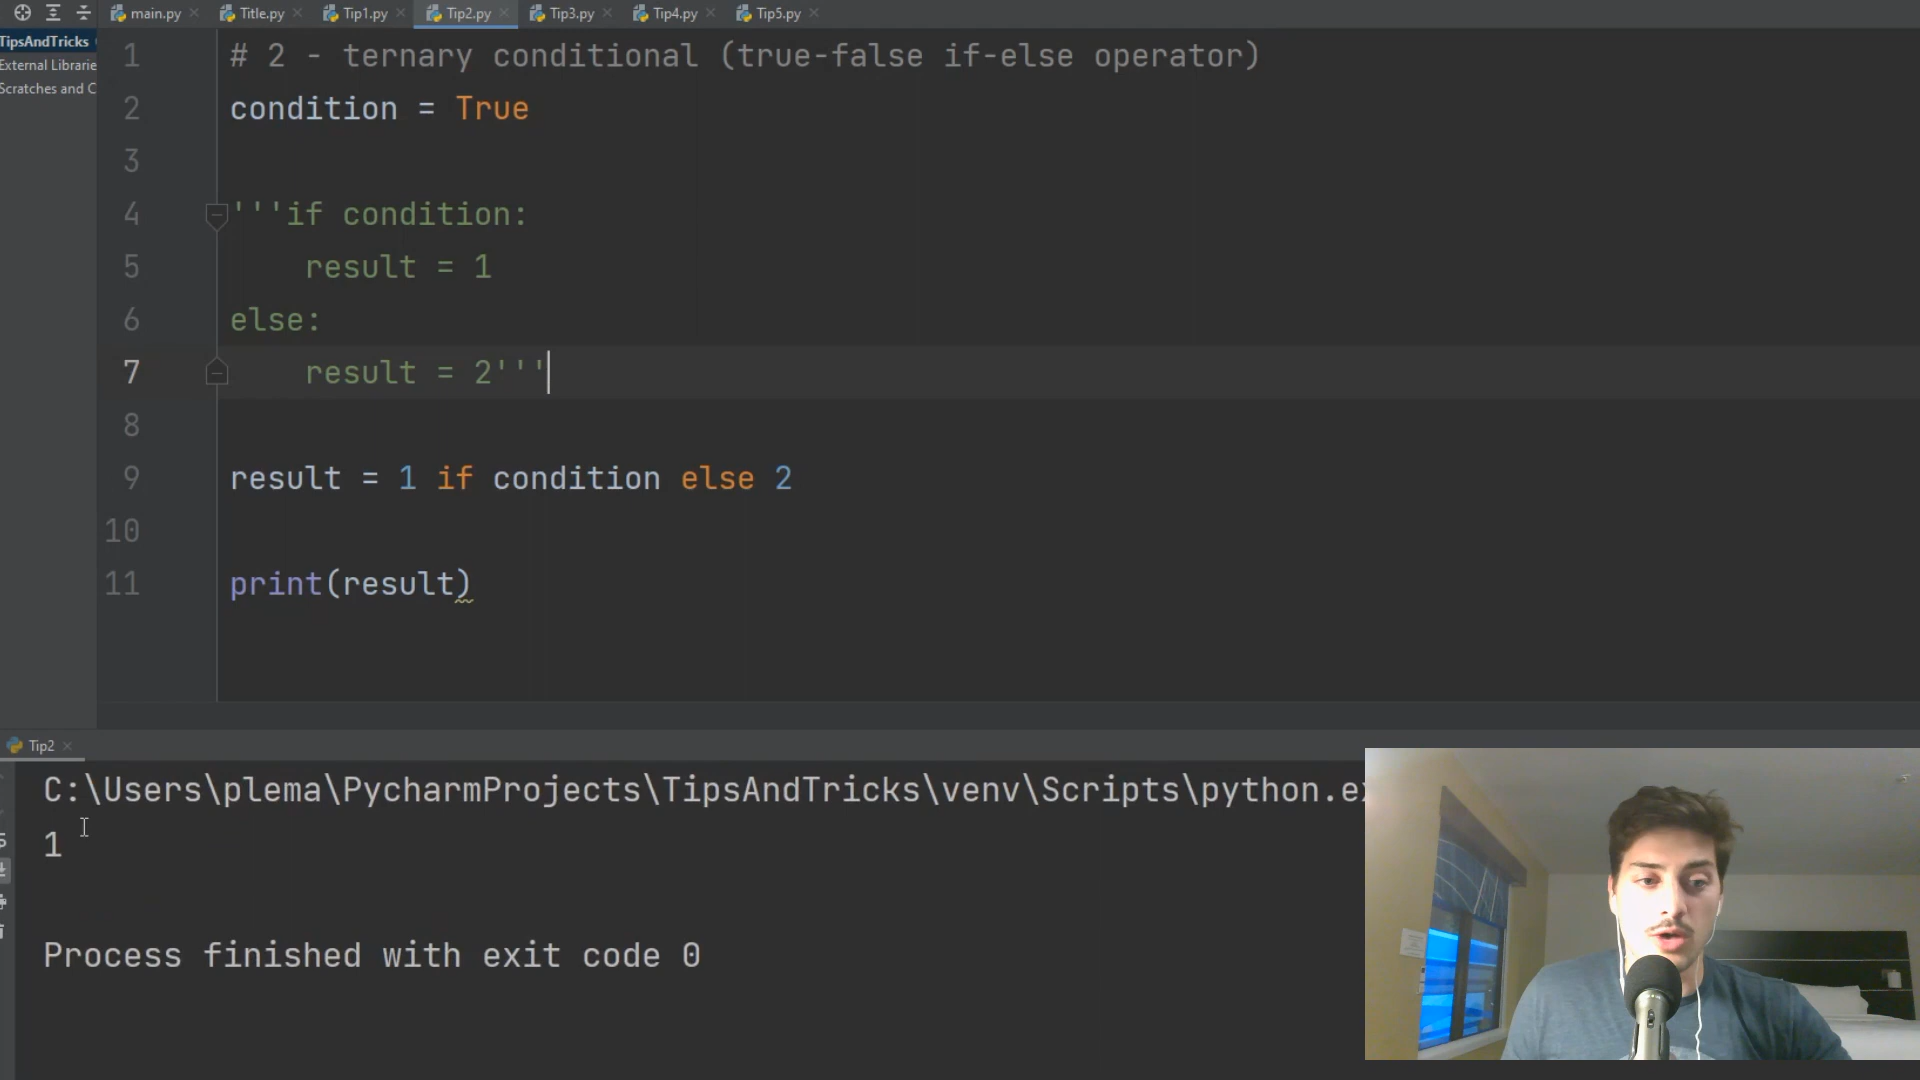 main.py Title.py Tip1.py Tip2.py Tip3.py Tip4.py Tip5.py
TipsAndTricks
External Librarie
Scratches and C
1 # 2 - ternary conditional (true-false if-else operator)
2 condition = True
3
4 '''if condition:
5     result = 1
6 else:
7     result = 2'''
8
9 result = 1 if condition else 2
10
11 print(result)
Tip2
C:\Users\plema\PycharmProjects\TipsAndTricks\venv\Scripts\python.ex
1
Process finished with exit code 0